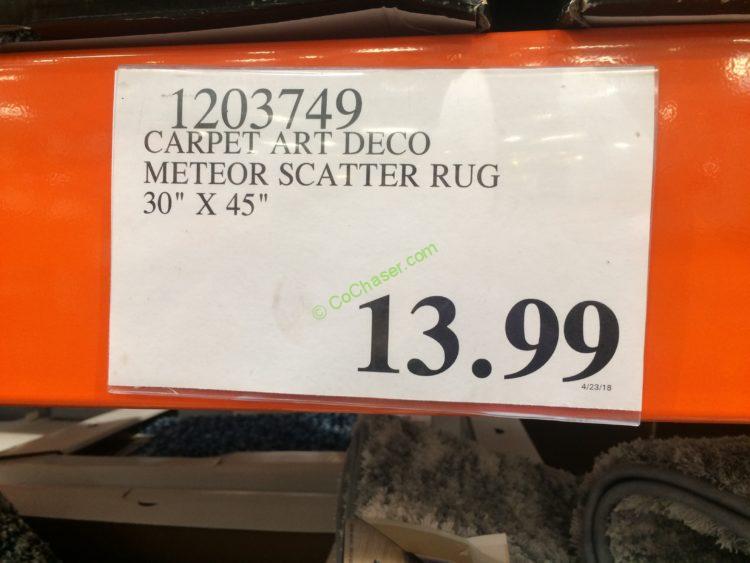 1203749
CARPET ART DECO
METEOR SCATTER RUG
30" X 45"
© CoChaser.com
13.99
4/23/18